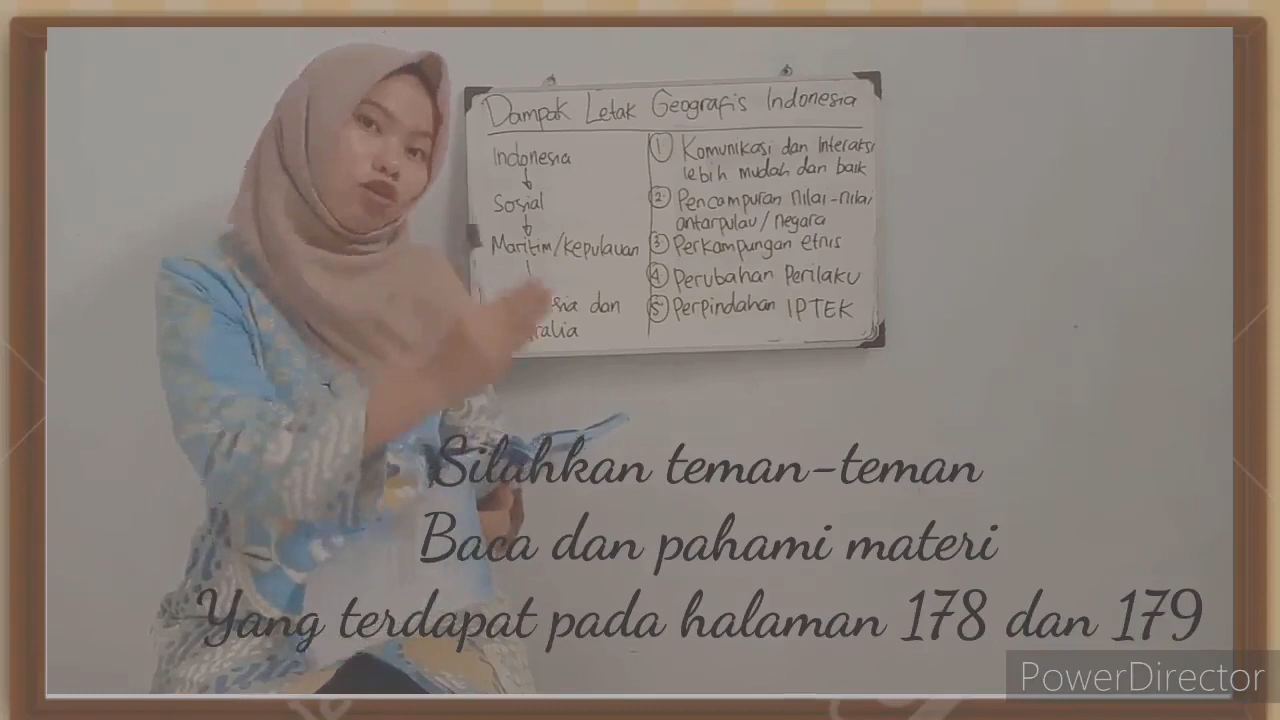 Dampak Letak Geografis Indonesia
Indonesia
Sosial
Maritim/Kepulauan
dan
① Komunikasi dan Interaksi
lebih mudah dan baik
② Pencampuran nilai-nilai
antarpulau/negara
③ Perkampungan etnis
④ Perubahan Perilaku
⑤ Perpindahan IPTEK
Silahkan teman-teman
Baca dan pahami materi
Yang terdapat pada halaman 178 dan 179
PowerDirector